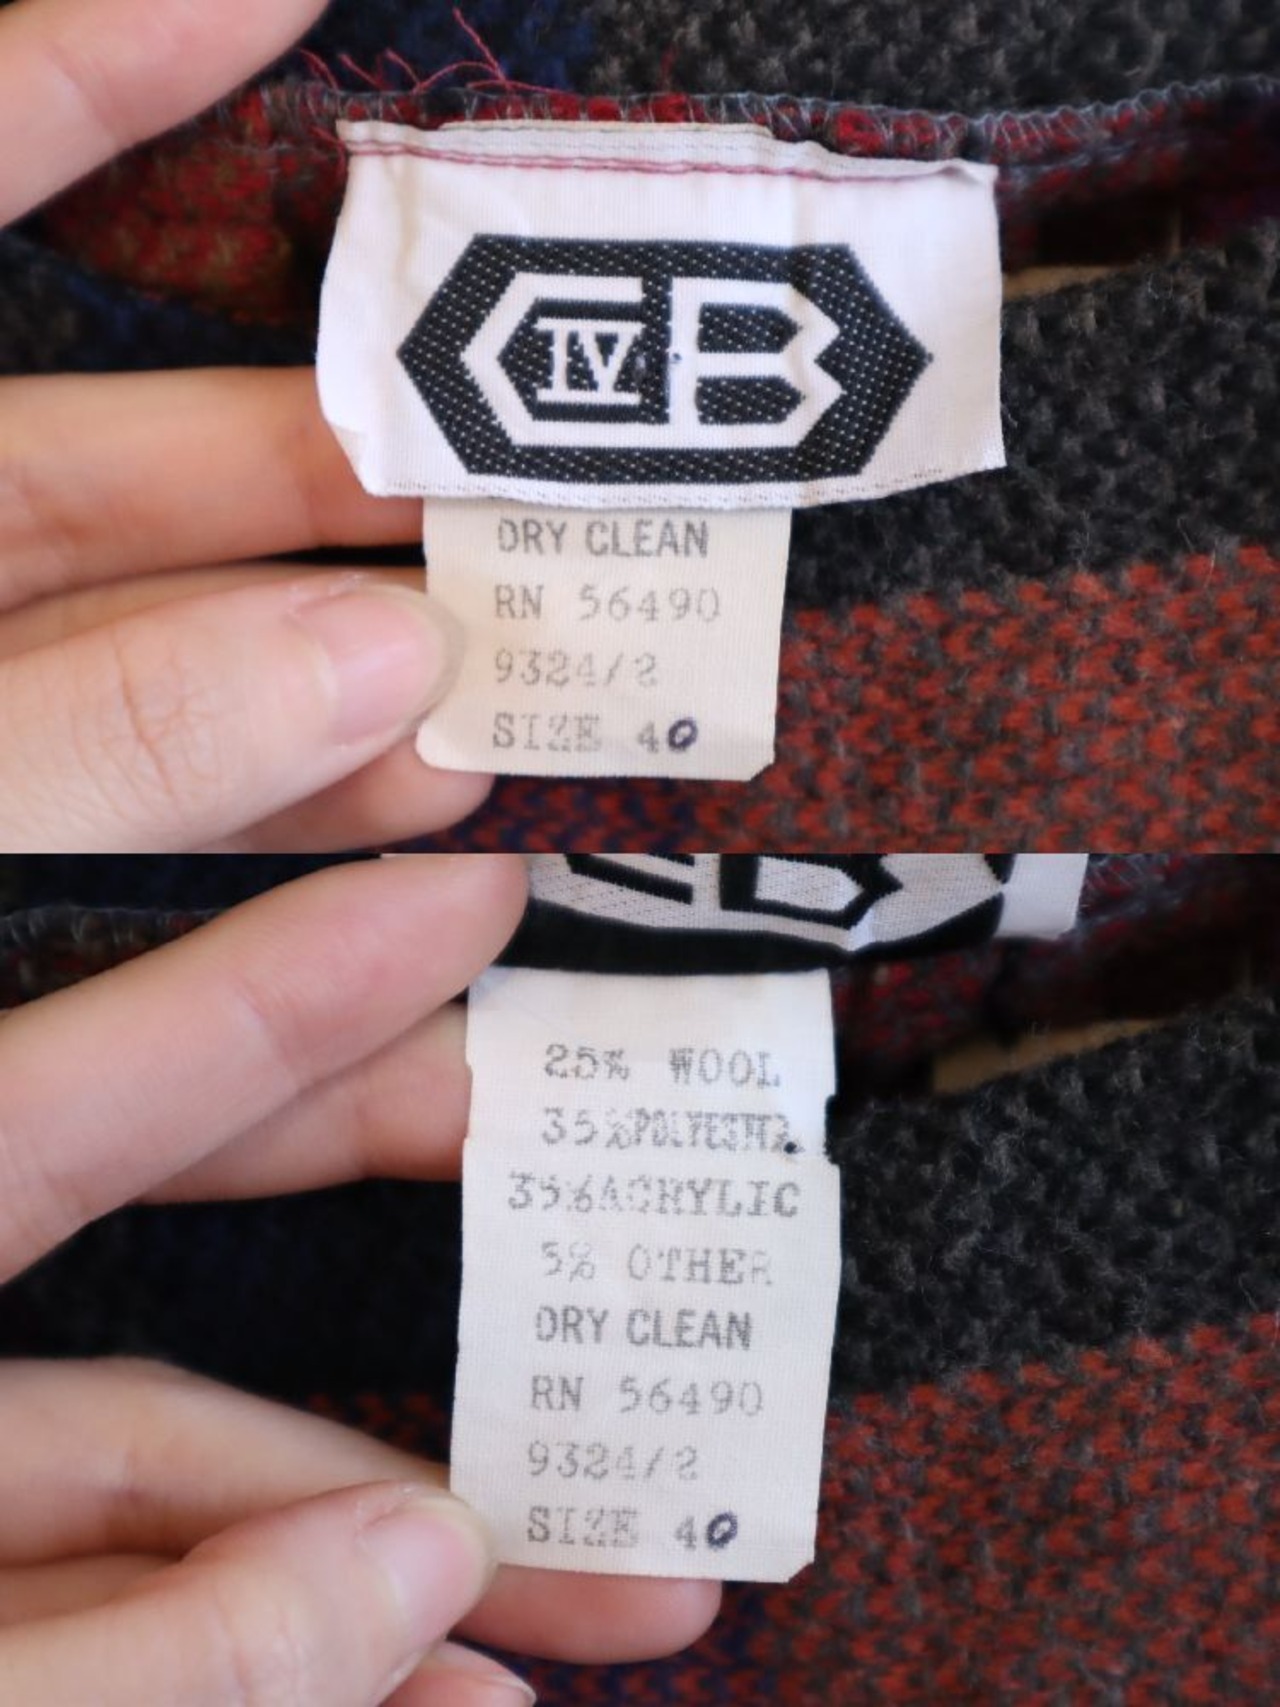 C IV B
DRY CLEAN
RN 56490
9324/2
SIZE 40
25% WOOL
35% POLYESTER
35% ACRYLIC
5% OTHER
DRY CLEAN
RN 56490
9324/2
SIZE 40